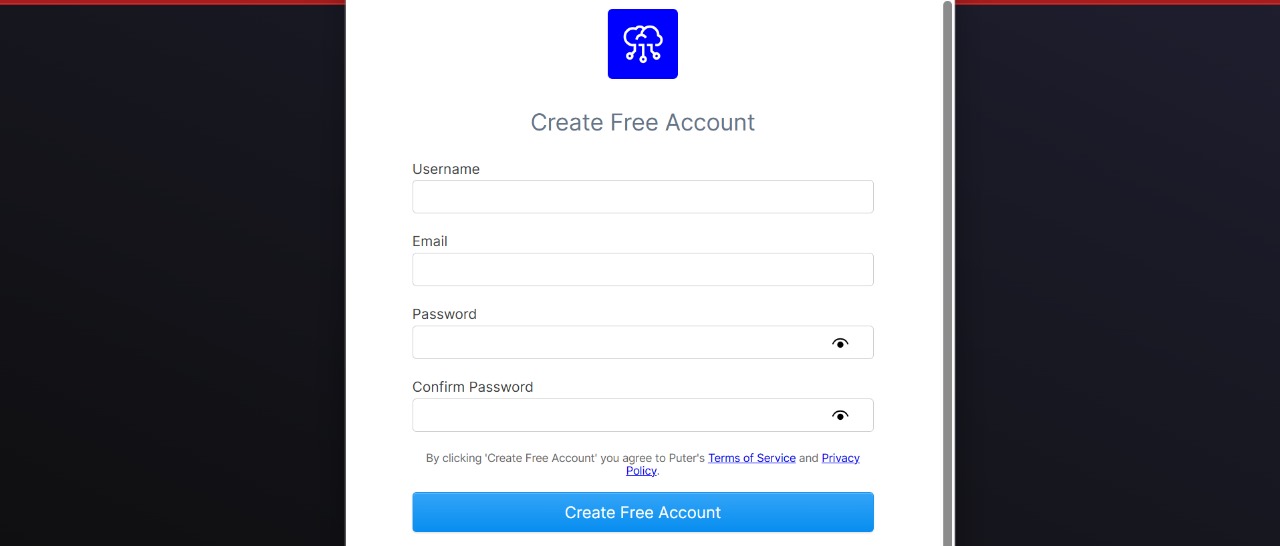 Create Free Account
Username
Email
Password
Confirm Password
By clicking 'Create Free Account' you agree to Puter's Terms of Service and Privacy
Policy.
Create Free Account